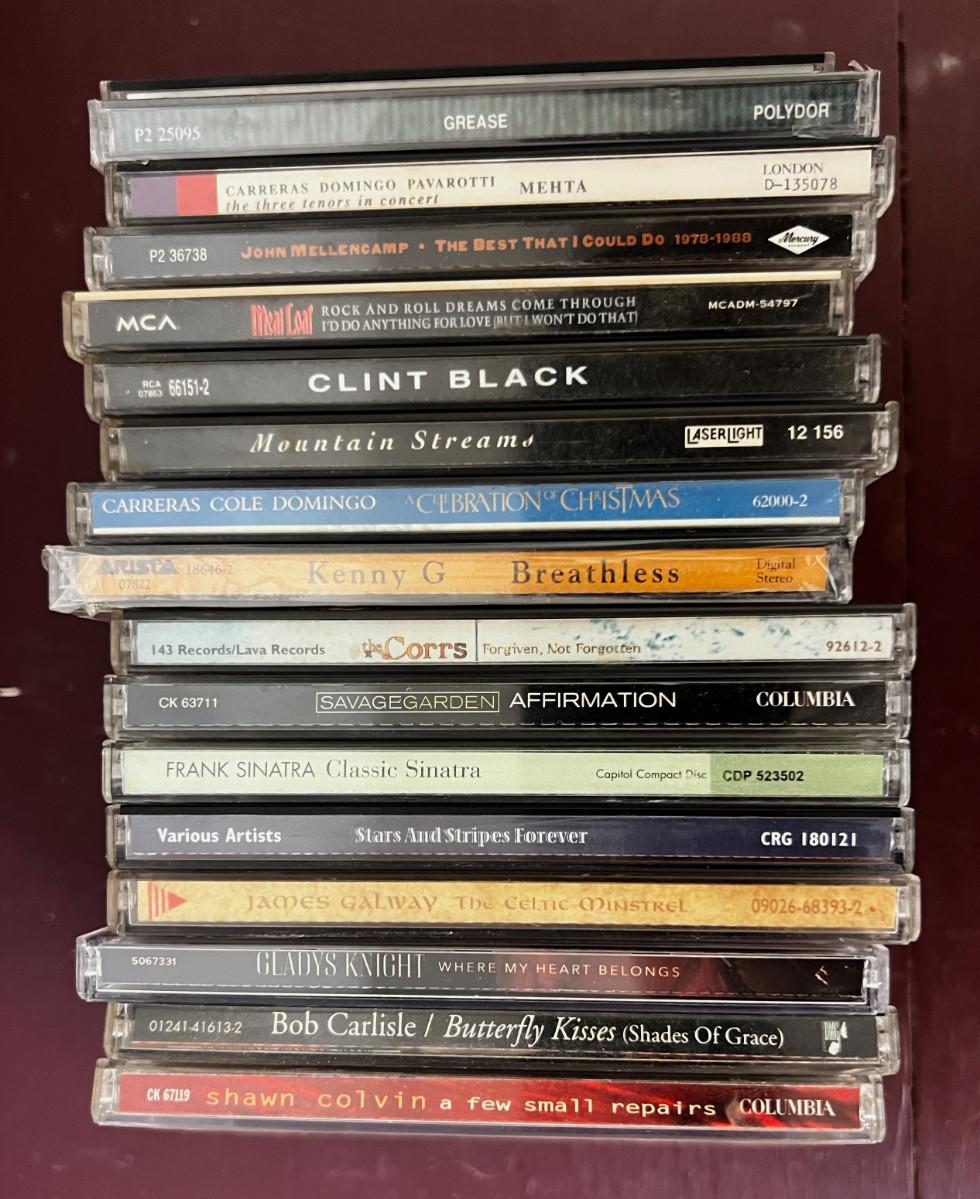 P2 25095 GREASE POLYDOR
CARRERAS DOMINGO PAVAROTTI MEHTA LONDON
the three tenors in concert D-135078
P2 36738 JOHN MELLENCAMP • THE BEST THAT I COULD DO 1978-1988 Mercury
MCA Meat Loaf ROCK AND ROLL DREAMS COME THROUGH MCADM-54797
I'D DO ANYTHING FOR LOVE (BUT I WON'T DO THAT)
RCA 07863 66151-2 CLINT BLACK
Mountain Streams LASERLIGHT 12 156
CARRERAS COLE DOMINGO A CELEBRATION OF CHRISTMAS 62000-2
ARISTA 18646-2 Kenny G Breathless Digital
07822 Stereo
143 Records/Lava Records the Corrs Forgiven, Not Forgotten 92612-2
CK 63711 SAVAGEGARDEN AFFIRMATION COLUMBIA
FRANK SINATRA Classic Sinatra Capitol Compact Disc CDP 523502
Various Artists Stars And Stripes Forever CRG 180121
JAMES GALWAY The Celtic Minstrel 09026-68393-2
5067331 GLADYS KNIGHT WHERE MY HEART BELONGS
01241-41613-2 Bob Carlisle / Butterfly Kisses (Shades Of Grace)
CK 67119 shawn colvin a few small repairs COLUMBIA